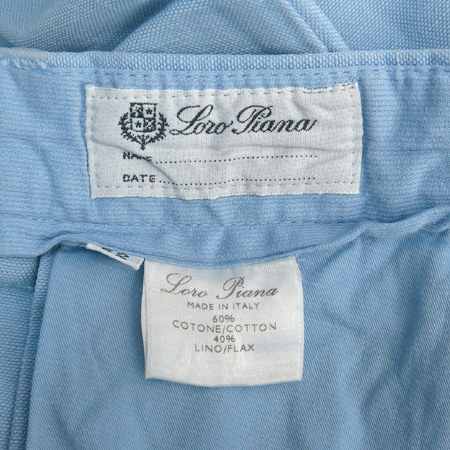 Loro Piana
NAME
DATE
Loro Piana
MADE IN ITALY
60%
COTONE/COTTON
40%
LINO/FLAX